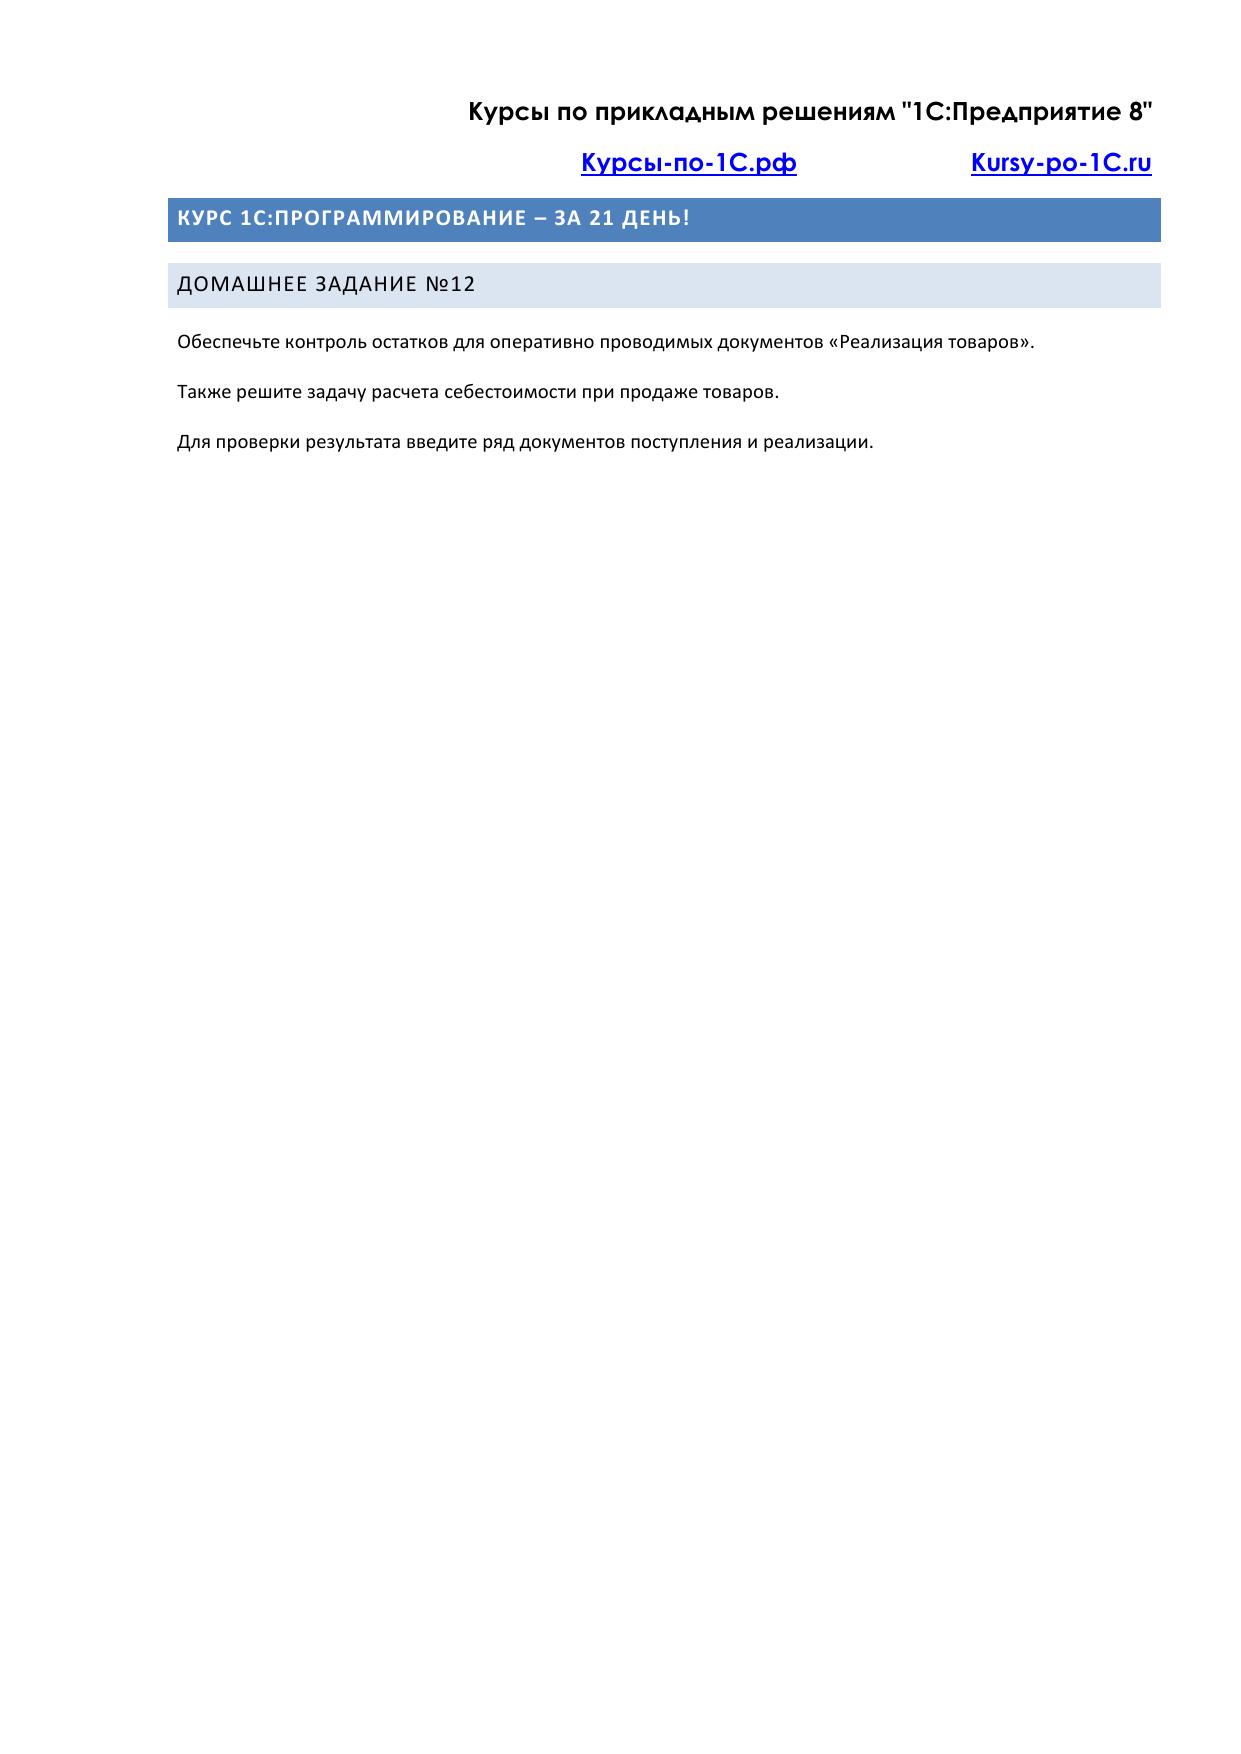 Курсы по прикладным решениям "1С:Предприятие 8"
Курсы-по-1С.рф Kursy-po-1C.ru
КУРС 1С:ПРОГРАММИРОВАНИЕ – ЗА 21 ДЕНЬ!
ДОМАШНЕЕ ЗАДАНИЕ №12
Обеспечьте контроль остатков для оперативно проводимых документов «Реализация товаров».
Также решите задачу расчета себестоимости при продаже товаров.
Для проверки результата введите ряд документов поступления и реализации.